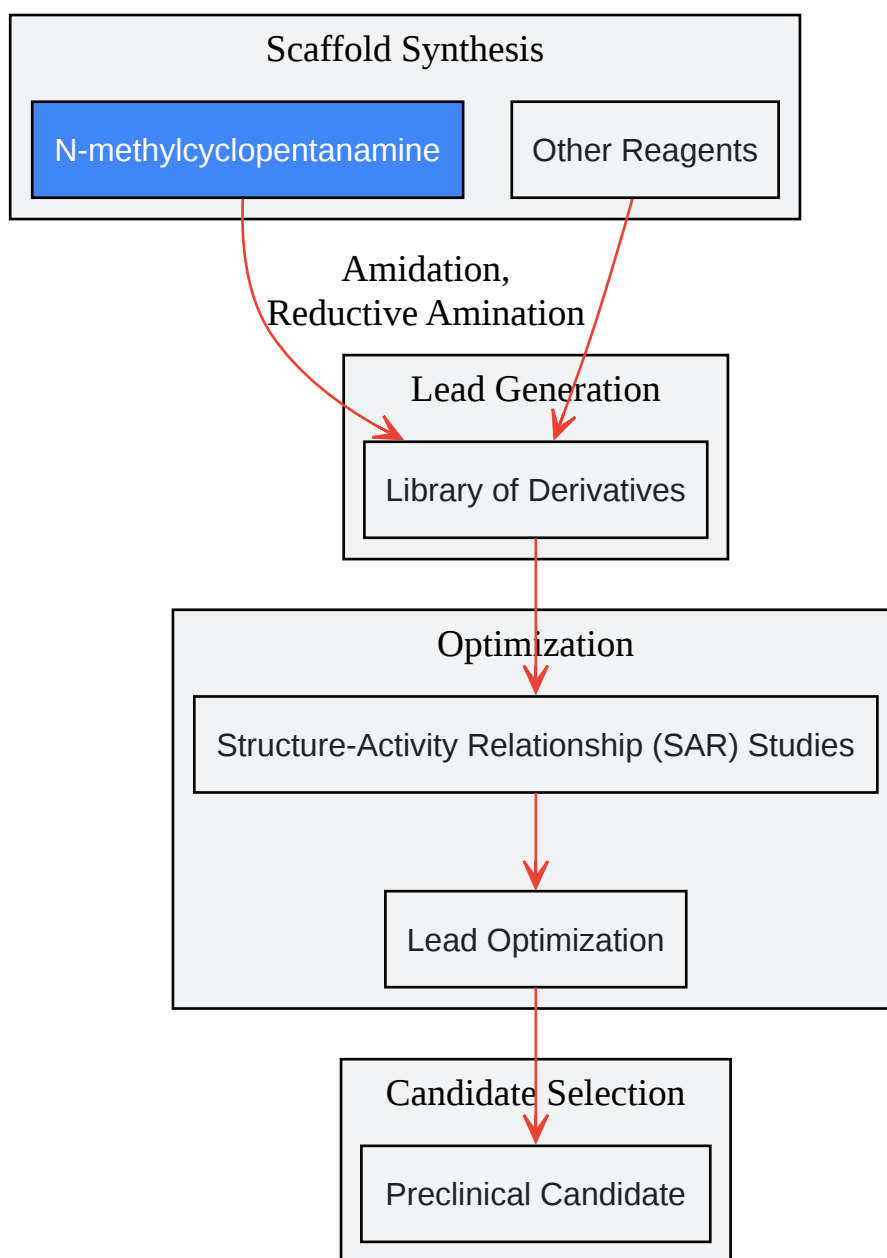 Scaffold Synthesis
N-methylcyclopentanamine
Other Reagents
Amidation,
Reductive Amination
Lead Generation
Library of Derivatives
Optimization
Structure-Activity Relationship (SAR) Studies
Lead Optimization
Candidate Selection
Preclinical Candidate